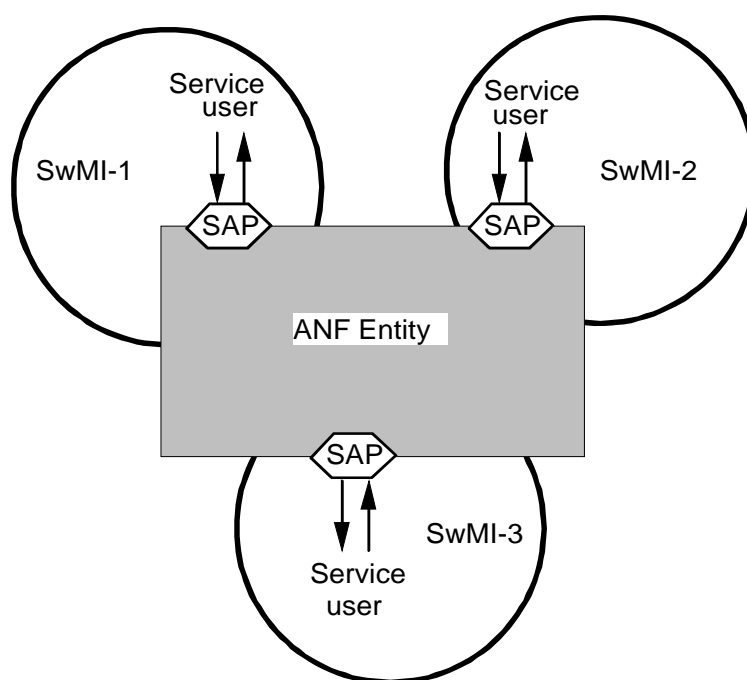 Service
user
SwMI-1
SAP
Service
user
SwMI-2
SAP
ANF Entity
SAP
SwMI-3
Service
user